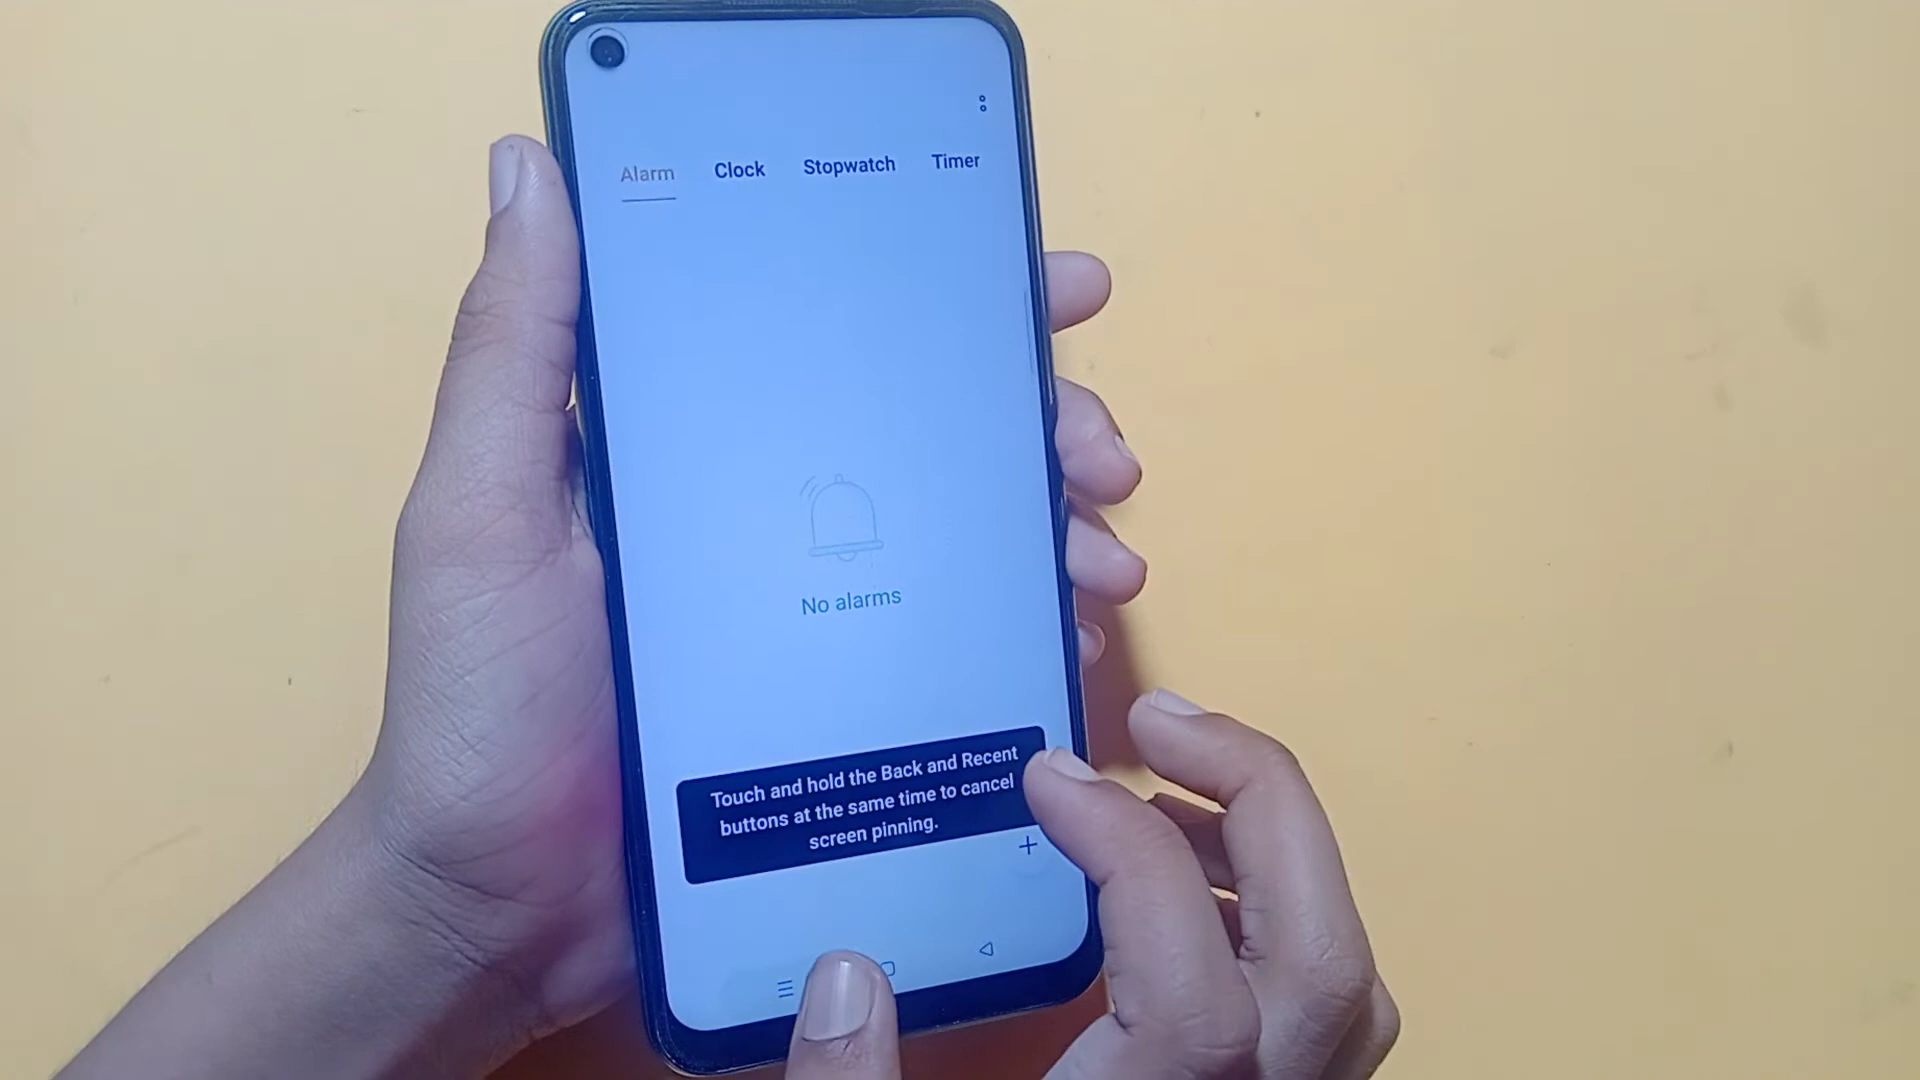 Alarm Clock Stopwatch Timer
No alarms
Touch and hold the Back and Recent
buttons at the same time to cancel
screen pinning.